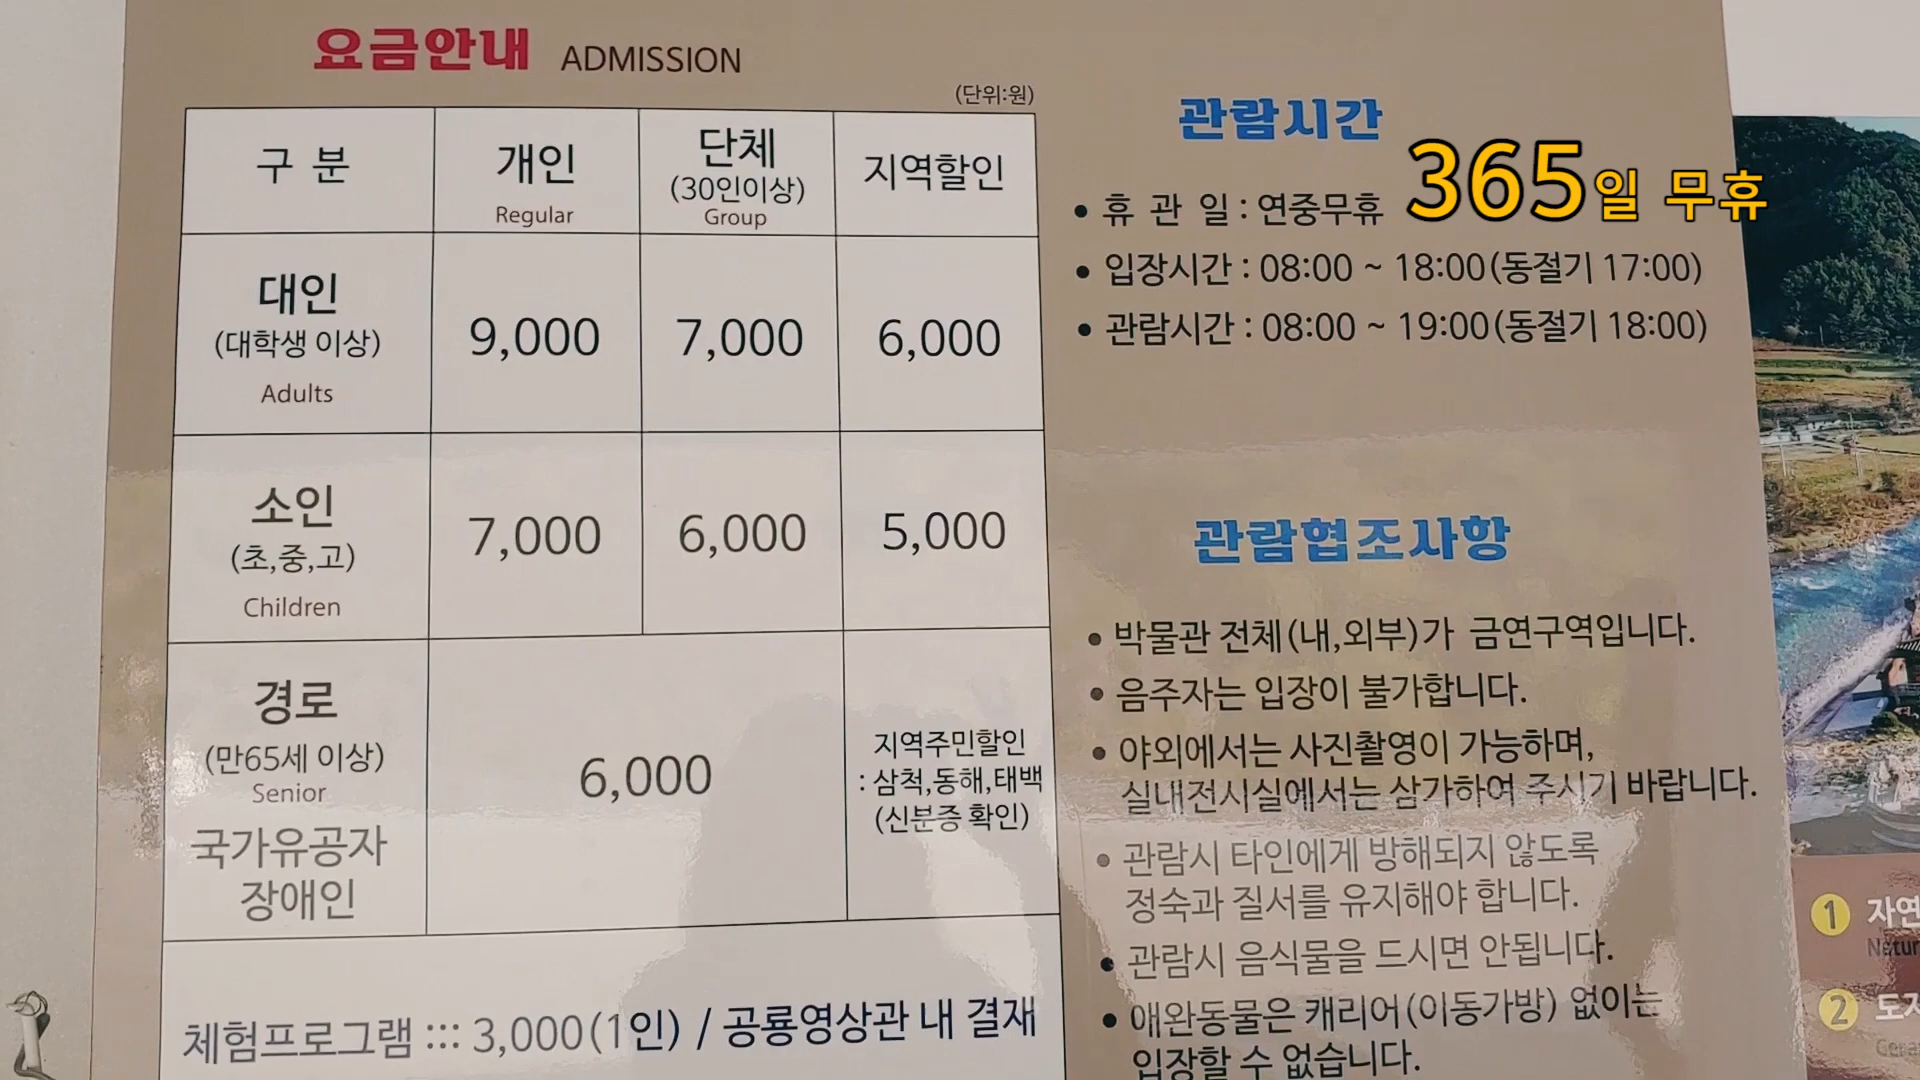 요금안내 ADMISSION
(단위:원)
구 분
개인
Regular
단체
(30인이상)
Group
지역할인
대인
(대학생 이상)
Adults
9,000
7,000
6,000
소인
(초,중,고)
Children
7,000
6,000
5,000
경로
(만65세 이상)
Senior
국가유공자
장애인
6,000
지역주민할인
: 삼척,동해,태백
(신분증 확인)
체험프로그램 ::: 3,000(1인) / 공룡영상관 내 결재
관람시간
365일 무휴
• 휴 관 일 : 연중무휴
• 입장시간 : 08:00 ~ 18:00(동절기 17:00)
• 관람시간 : 08:00 ~ 19:00(동절기 18:00)
관람협조사항
• 박물관 전체(내,외부)가 금연구역입니다.
• 음주자는 입장이 불가합니다.
• 야외에서는 사진촬영이 가능하며,
실내전시실에서는 삼가하여 주시기 바랍니다.
• 관람시 타인에게 방해되지 않도록
정숙과 질서를 유지해야 합니다.
• 관람시 음식물을 드시면 안됩니다.
• 애완동물은 캐리어(이동가방) 없이는
입장할 수 없습니다.
1 자연
Natur
2